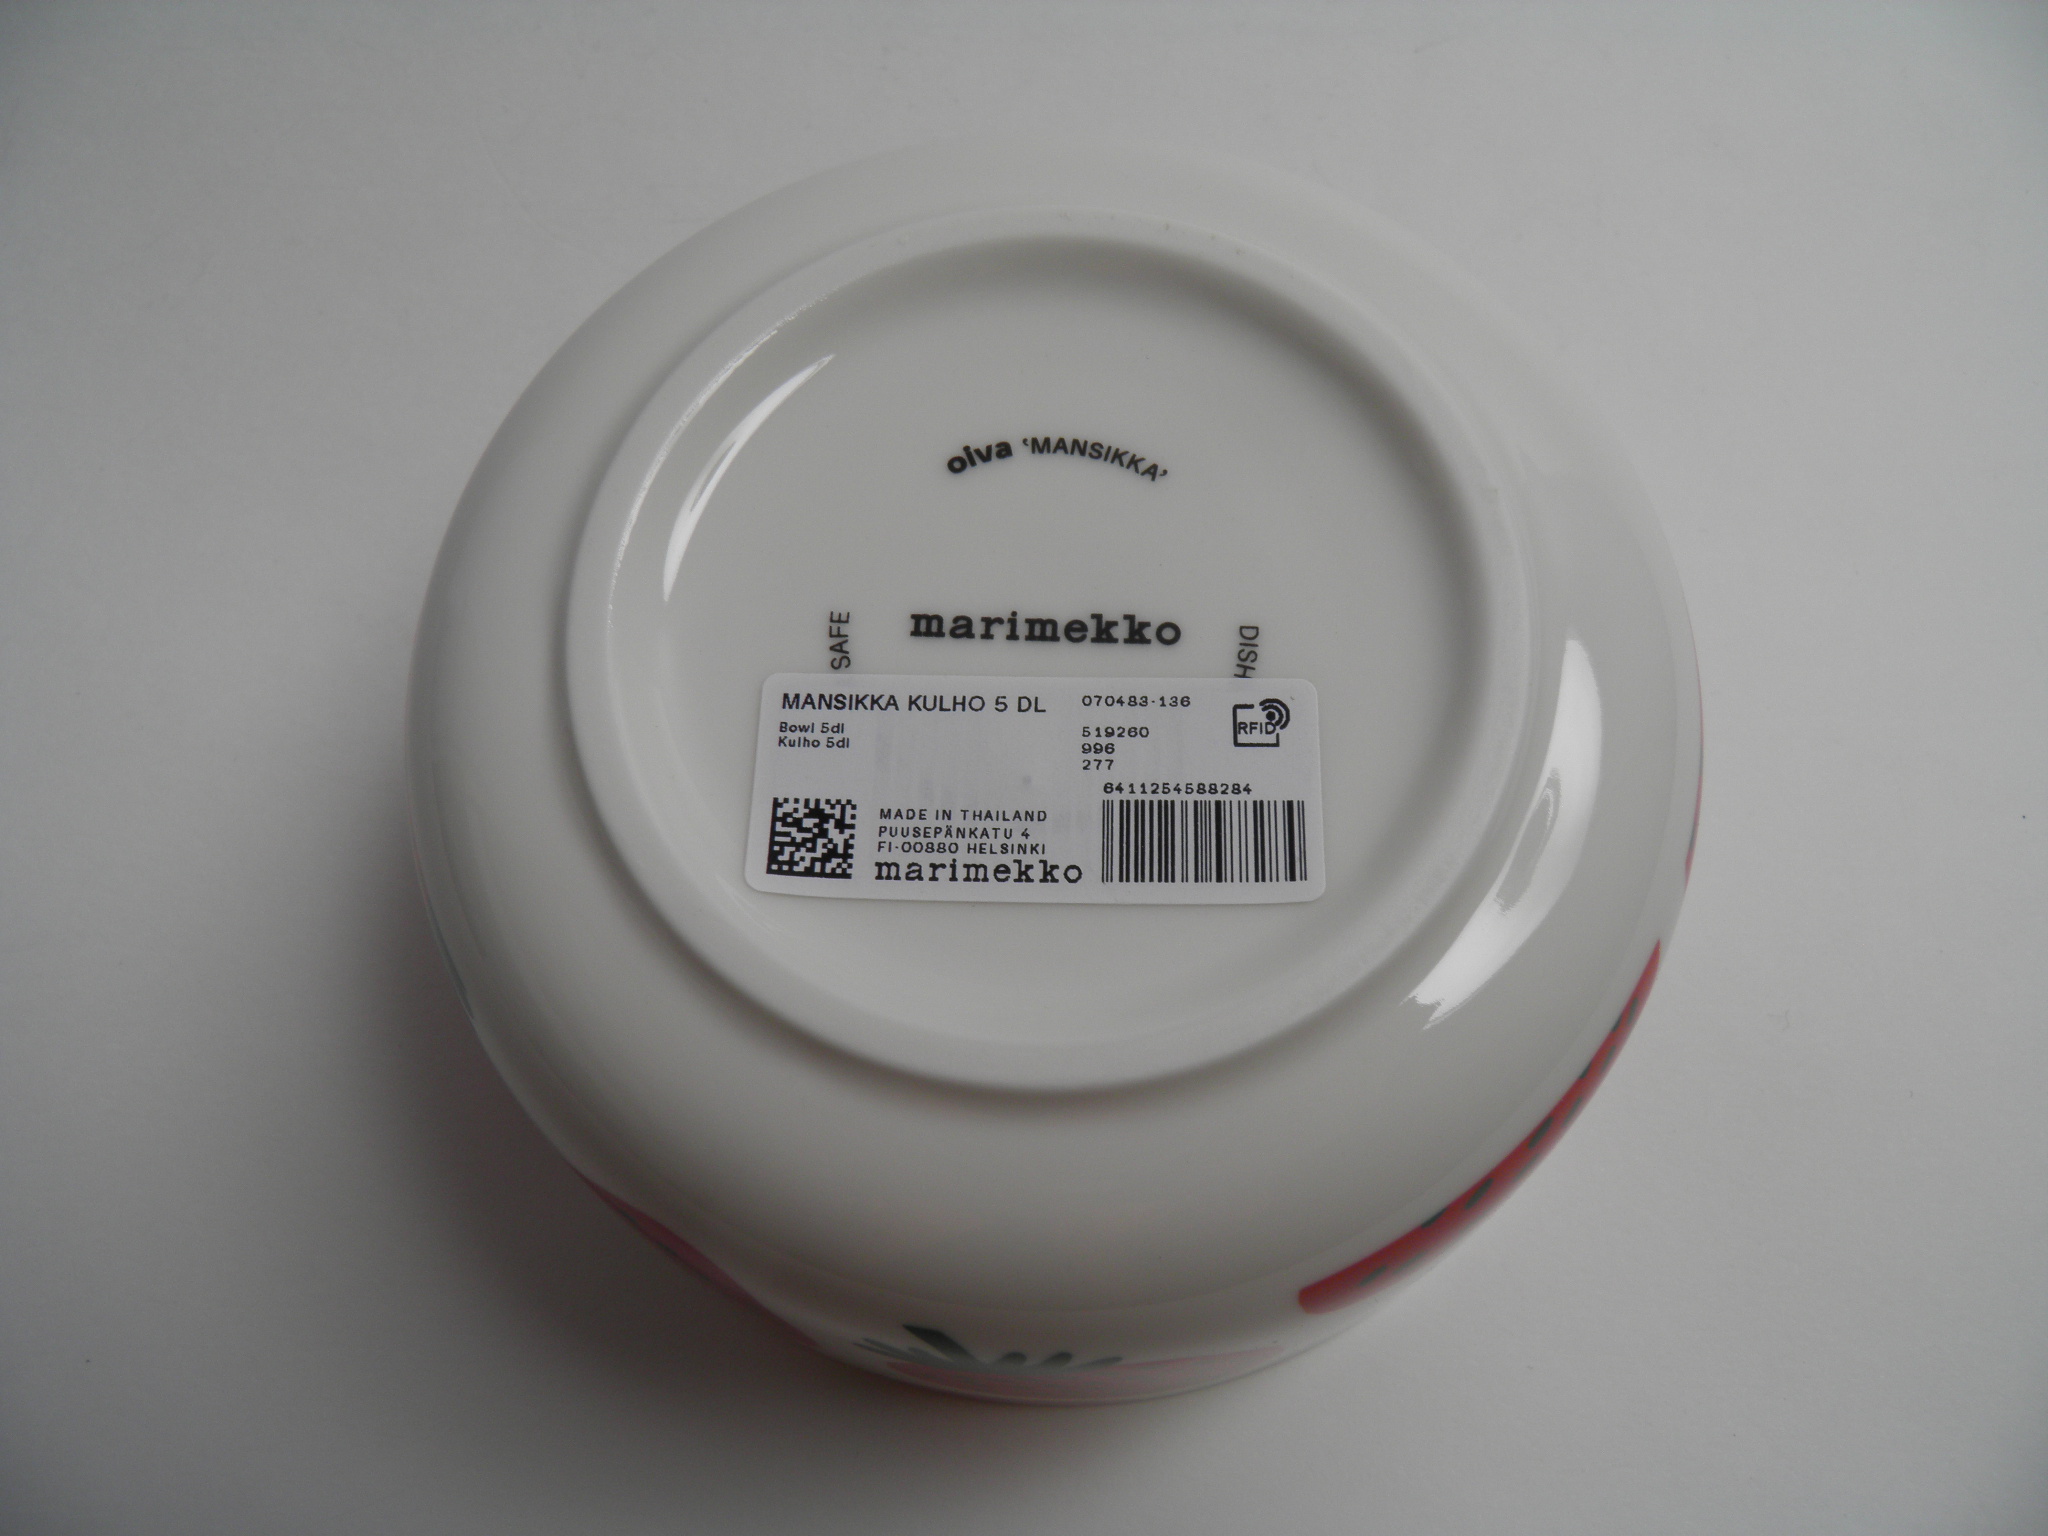 oiva ‘MANSIKKA’
marimekko
SAFE
DISH
MANSIKKA KULHO 5 DL
070483-136
Bowl 5dl
Kulho 5dl
519260
996
277
RFID
6411254588284
MADE IN THAILAND
PUUSEPÄNKATU 4
FI-00880 HELSINKI
marimekko